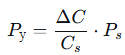 P_y = ΔC / C_s · P_s